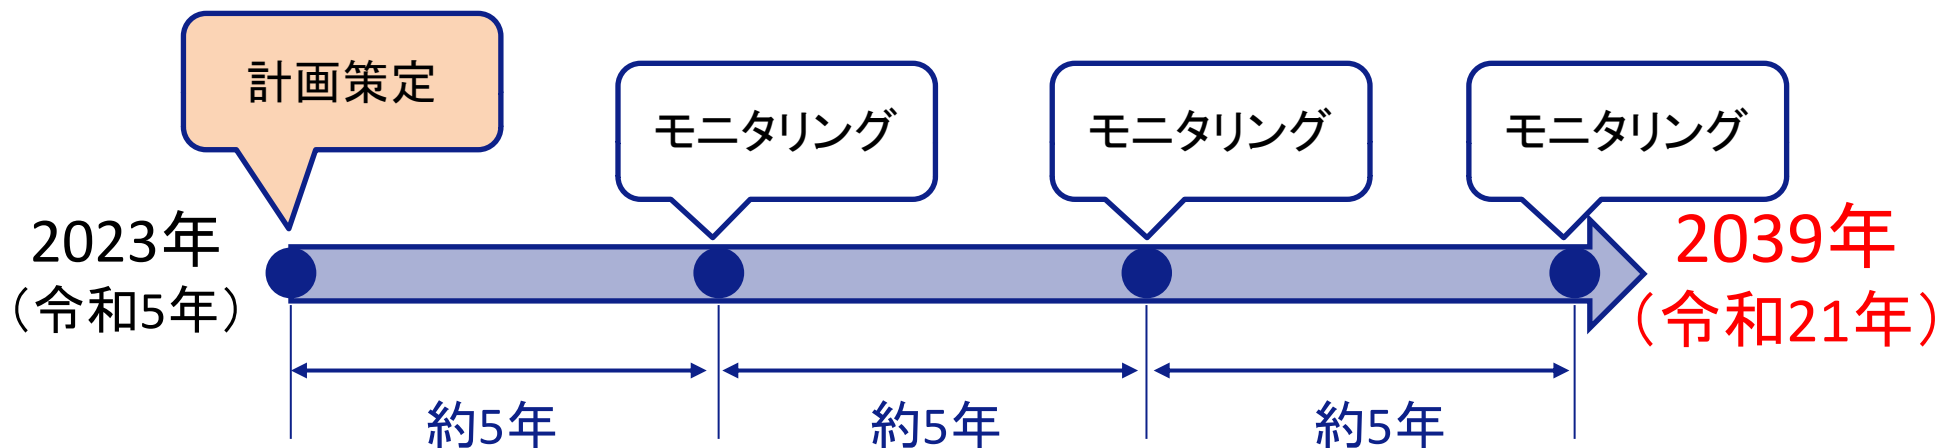 計画策定
モニタリング
モニタリング
モニタリング
2023年
（令和5年）
2039年
（令和21年）
約5年
約5年
約5年